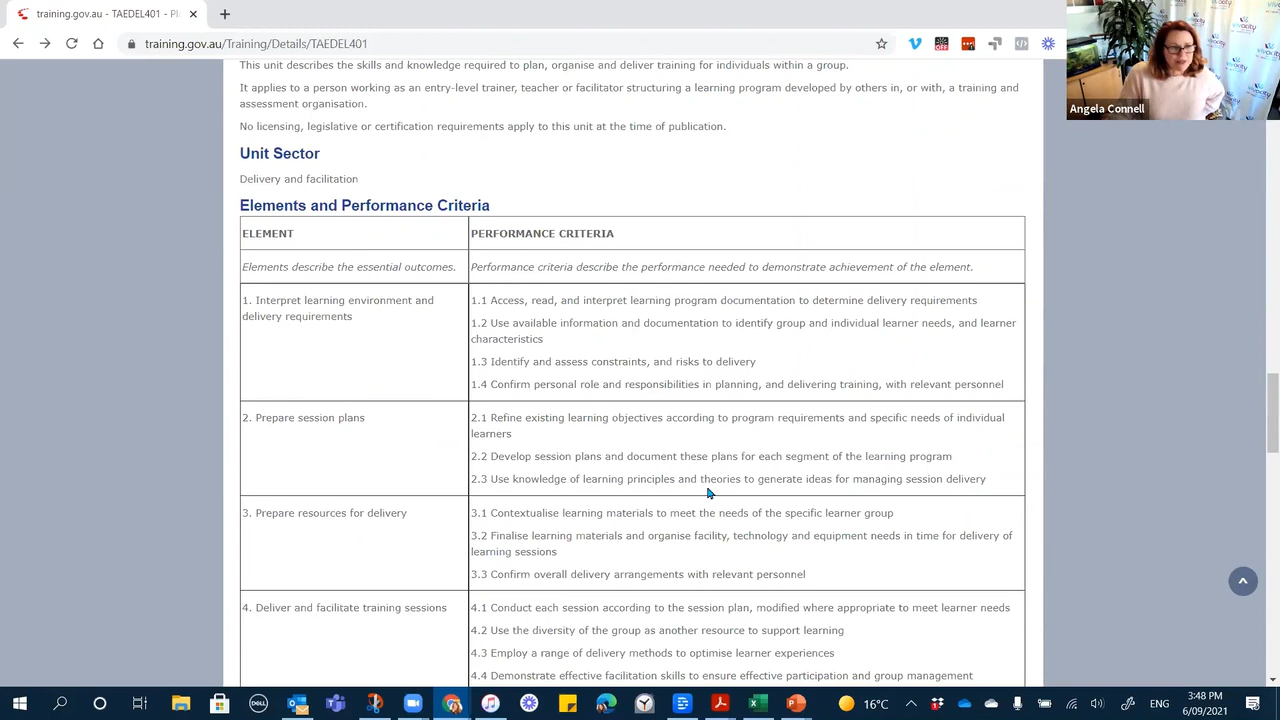 training.gov.au - TAEDEL401 - Pl
training.gov.au/Training/Details/TAEDEL401
OFF
Angela Connell
vivacity
This unit describes the skills and knowledge required to plan, organise and deliver training for individuals within a group.
It applies to a person working as an entry-level trainer, teacher or facilitator structuring a learning program developed by others in, or with, a training and
assessment organisation.
No licensing, legislative or certification requirements apply to this unit at the time of publication.
Unit Sector
Delivery and facilitation
Elements and Performance Criteria
ELEMENT
PERFORMANCE CRITERIA
Elements describe the essential outcomes.
Performance criteria describe the performance needed to demonstrate achievement of the element.
1. Interpret learning environment and
delivery requirements
1.1 Access, read, and interpret learning program documentation to determine delivery requirements
1.2 Use available information and documentation to identify group and individual learner needs, and learner
characteristics
1.3 Identify and assess constraints, and risks to delivery
1.4 Confirm personal role and responsibilities in planning, and delivering training, with relevant personnel
2. Prepare session plans
2.1 Refine existing learning objectives according to program requirements and specific needs of individual
learners
2.2 Develop session plans and document these plans for each segment of the learning program
2.3 Use knowledge of learning principles and theories to generate ideas for managing session delivery
3. Prepare resources for delivery
3.1 Contextualise learning materials to meet the needs of the specific learner group
3.2 Finalise learning materials and organise facility, technology and equipment needs in time for delivery of
learning sessions
3.3 Confirm overall delivery arrangements with relevant personnel
4. Deliver and facilitate training sessions
4.1 Conduct each session according to the session plan, modified where appropriate to meet learner needs
4.2 Use the diversity of the group as another resource to support learning
4.3 Employ a range of delivery methods to optimise learner experiences
4.4 Demonstrate effective facilitation skills to ensure effective participation and group management
16°C
ENG
3:48 PM
6/09/2021